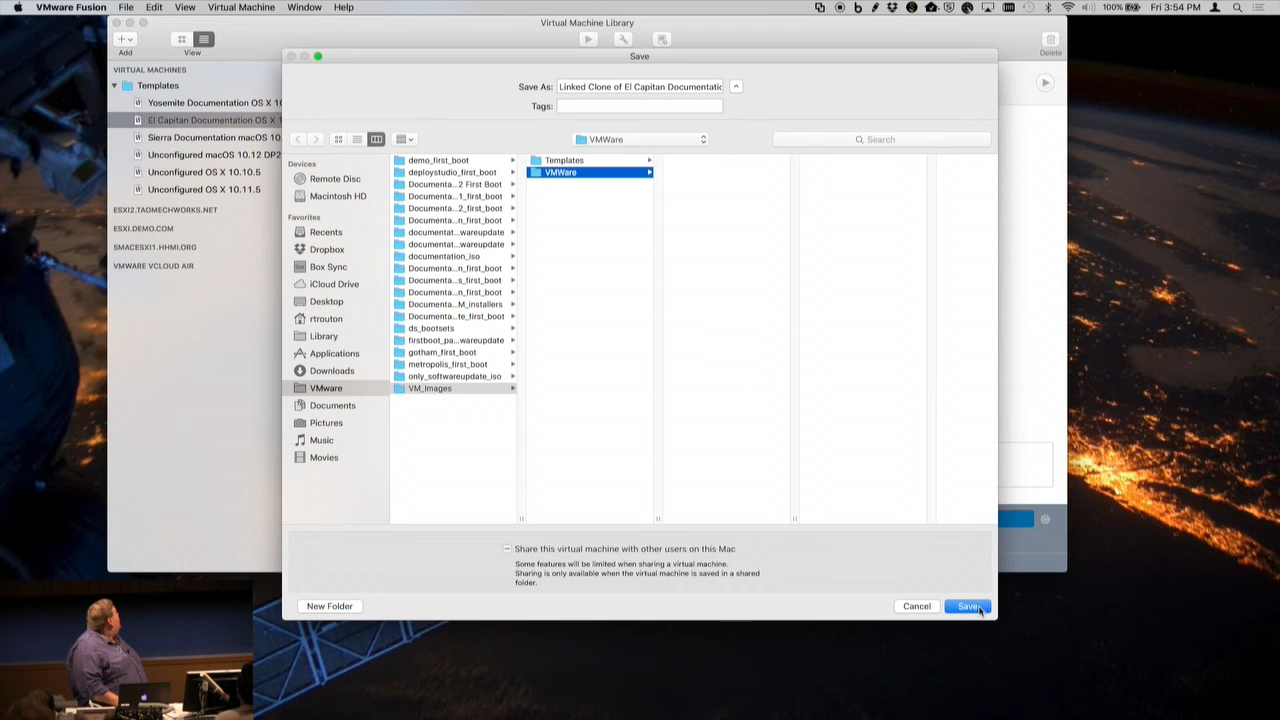 VMware Fusion File Edit View Virtual Machine Window Help
100% Fri 3:54 PM
Virtual Machine Library
Add
View
Delete
VIRTUAL MACHINES
Templates
Yosemite Documentation OS X 10
El Capitan Documentation OS X 1
Sierra Documentation macOS 10.
Unconfigured macOS 10.12 DP2
Unconfigured OS X 10.10.5
Unconfigured OS X 10.11.5
ESXI2.TAOMECHWORKS.NET
ESXI.DEMO.COM
SMACESXI1.HHMI.ORG
VMWARE VCLOUD AIR
Save
Save As: Linked Clone of El Capitan Documentatic
Tags:
VMWare
Search
Devices
Remote Disc
Macintosh HD
Favorites
Recents
Dropbox
Box Sync
iCloud Drive
Desktop
rtrouton
Library
Applications
Downloads
VMware
Documents
Pictures
Music
Movies
demo_first_boot
deploystudio_first_boot
Documenta...2 First Boot
Documenta...1_first_boot
Documenta...2_first_boot
Documenta...n_first_boot
documentat...wareupdate
documentat...wareupdate
documentation_iso
Documenta...n_first_boot
Documenta...s_first_boot
Documenta...n_first_boot
Documenta...M_installers
Documenta...te_first_boot
ds_bootsets
firstboot_pa...wareupdate
gotham_first_boot
metropolis_first_boot
only_softwareupdate_iso
VM_Images
Templates
VMWare
Share this virtual machine with other users on this Mac
Some features will be limited when sharing a virtual machine.
Sharing is only available when the virtual machine is saved in a shared
folder.
New Folder
Cancel
Save